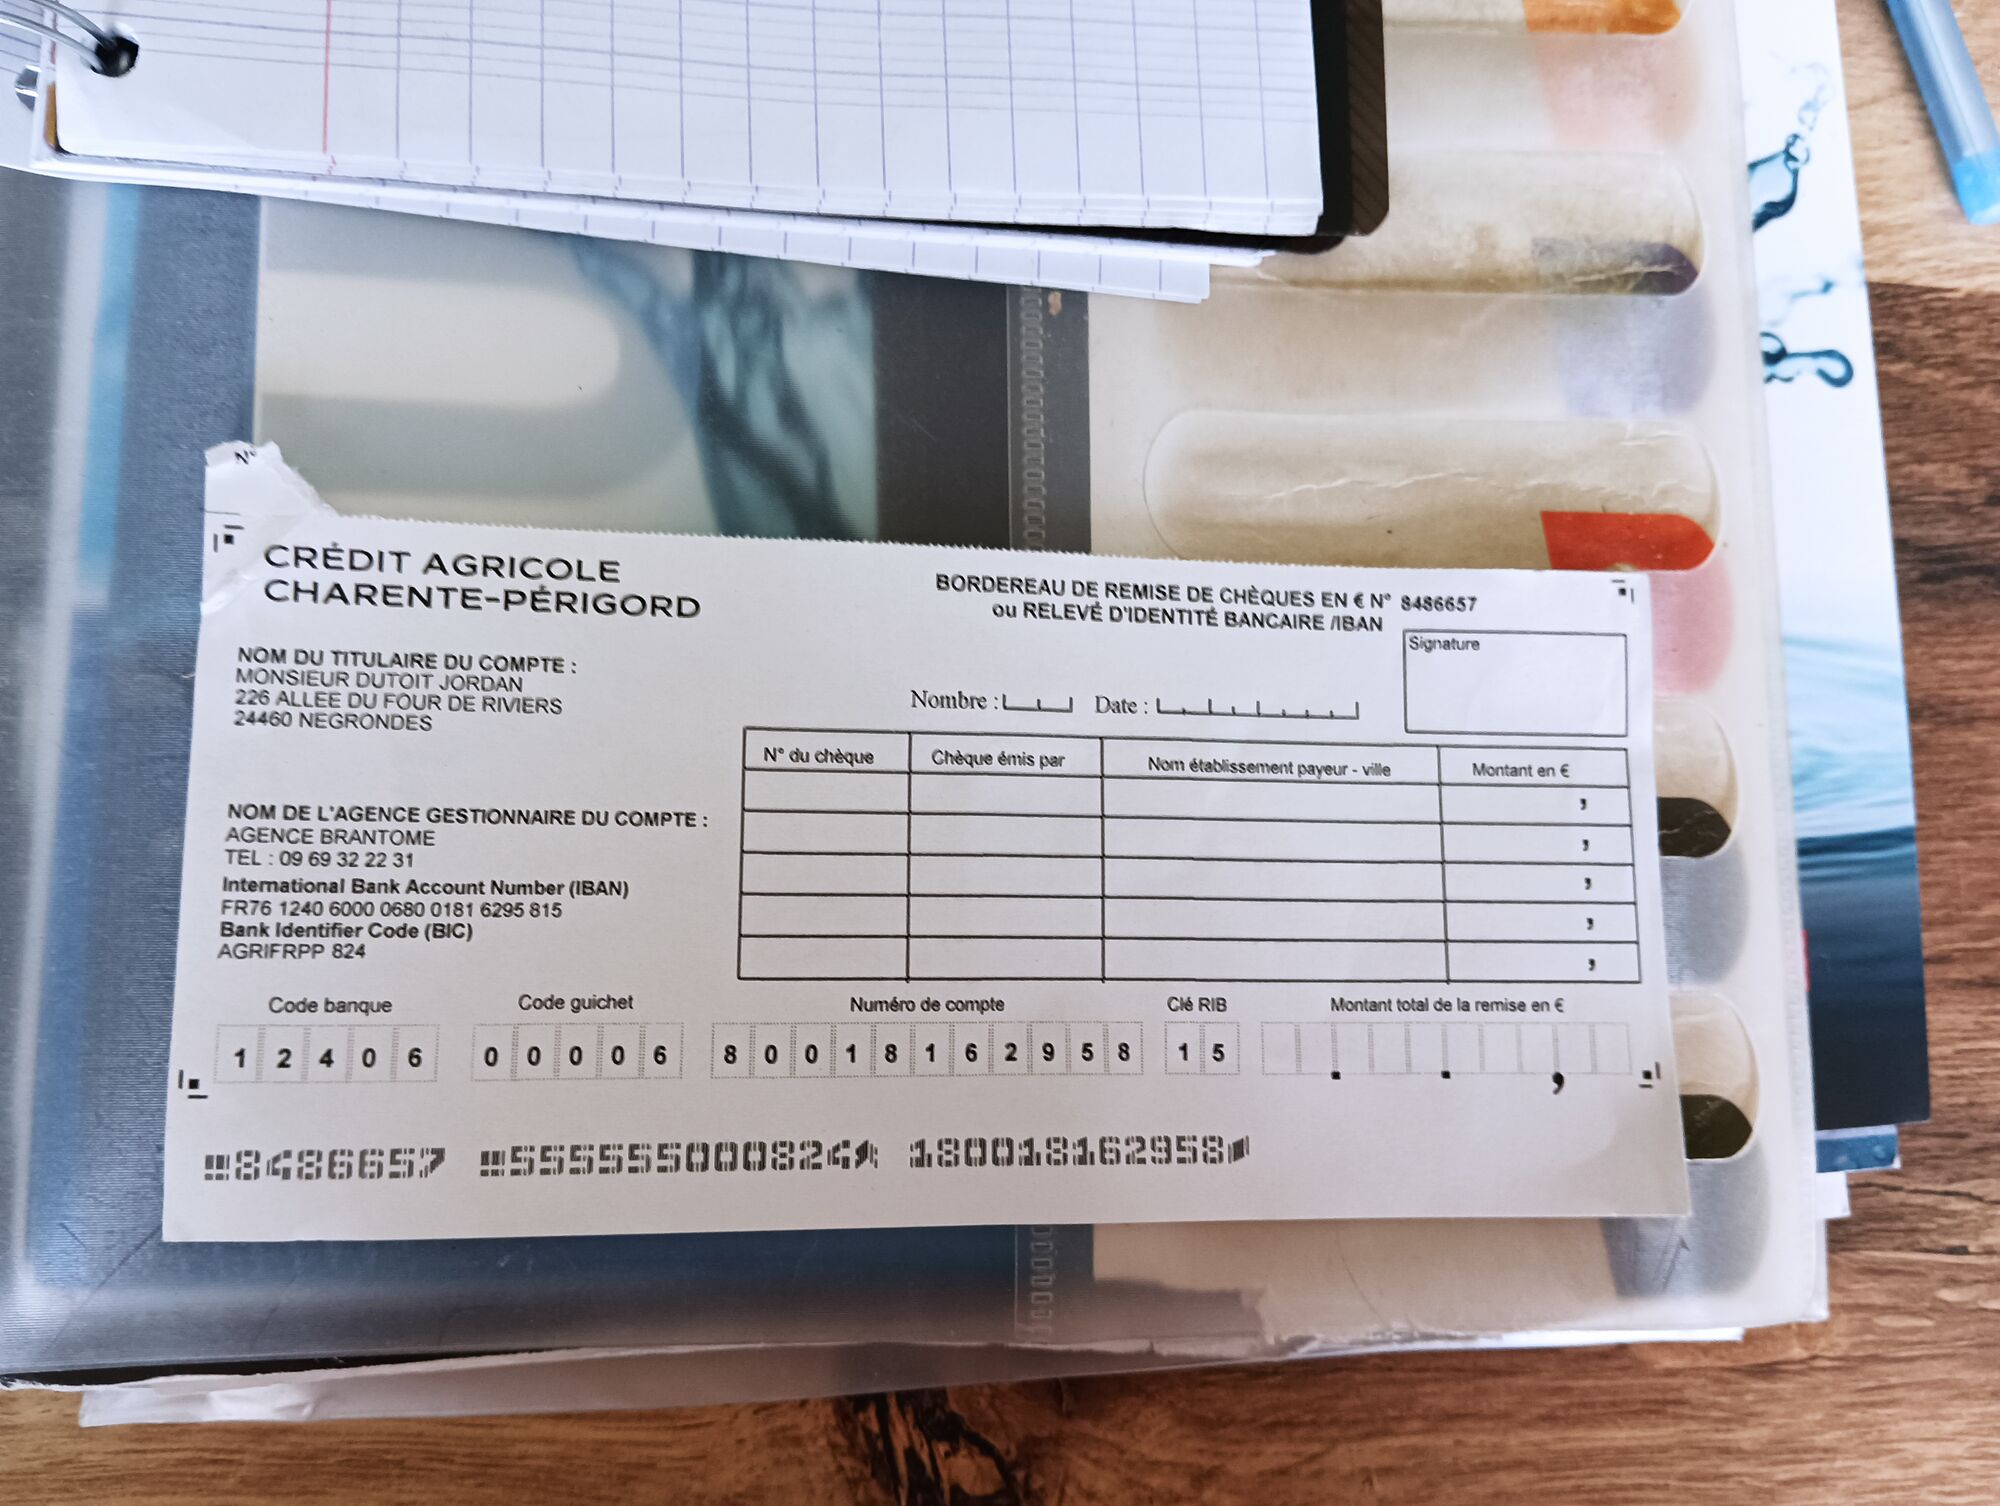 N°
CRÉDIT AGRICOLE
CHARENTE-PÉRIGORD
BORDEREAU DE REMISE DE CHÈQUES EN € N° 8486657
ou RELEVÉ D'IDENTITÉ BANCAIRE /IBAN
Signature
NOM DU TITULAIRE DU COMPTE :
MONSIEUR DUTOIT JORDAN
226 ALLEE DU FOUR DE RIVIERS
24460 NEGRONDES
Nombre : Date :
N° du chèque Chèque émis par Nom établissement payeur - ville Montant en €
,
,
,
,
,
NOM DE L'AGENCE GESTIONNAIRE DU COMPTE :
AGENCE BRANTOME
TEL : 09 69 32 22 31
International Bank Account Number (IBAN)
FR76 1240 6000 0680 0181 6295 815
Bank Identifier Code (BIC)
AGRIFRPP 824
Code banque Code guichet Numéro de compte Clé RIB Montant total de la remise en €
1 2 4 0 6 0 0 0 0 6 8 0 0 1 8 1 6 2 9 5 8 1 5 . . ,
8486657 555555000824 180018162958